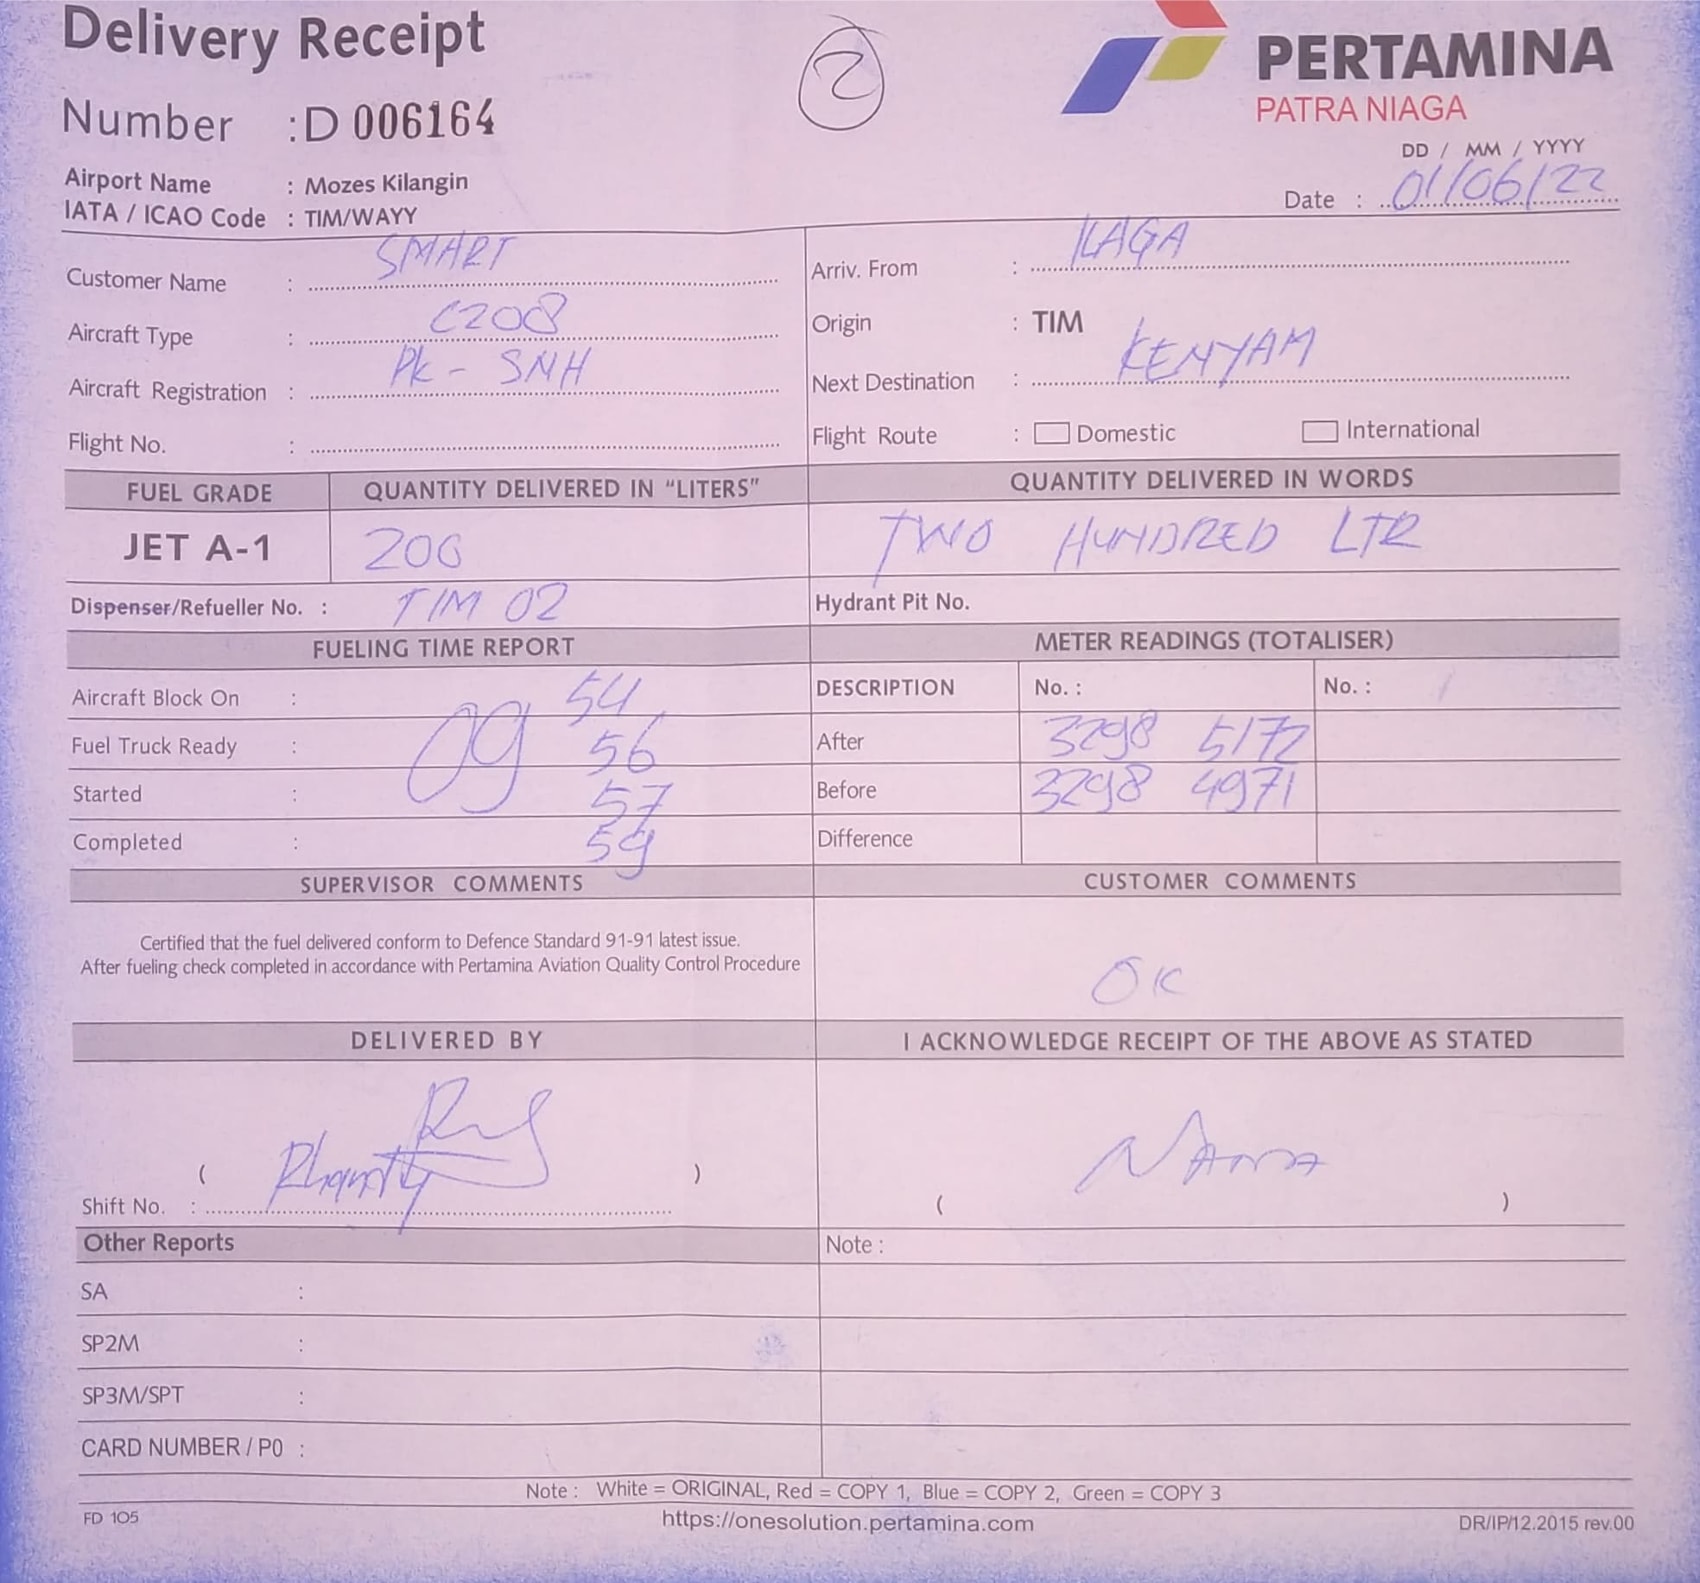 Delivery Receipt
2
PERTAMINA
PATRA NIAGA
Number : D 006164
DD / MM / YYYY
Date : 01/06/22
Airport Name : Mozes Kilangin
IATA / ICAO Code : TIM/WAYY
Customer Name : SMART
Arriv. From : ILAGA
Aircraft Type : C208
Origin : TIM
Aircraft Registration : PK - SNH
Next Destination : KENYAM
Flight No. :
Flight Route : Domestic International
FUEL GRADE QUANTITY DELIVERED IN "LITERS" QUANTITY DELIVERED IN WORDS
JET A-1 200 TWO HUNDRED LTR
Dispenser/Refueller No. : TIM 02 Hydrant Pit No.
FUELING TIME REPORT METER READINGS (TOTALISER)
Aircraft Block On : 09 54 DESCRIPTION No. : No. :
Fuel Truck Ready : 56 After 3298 5172
Started : 57 Before 3298 4971
Completed : 59 Difference
SUPERVISOR COMMENTS CUSTOMER COMMENTS
Certified that the fuel delivered conform to Defence Standard 91-91 latest issue.
After fueling check completed in accordance with Pertamina Aviation Quality Control Procedure
OK
DELIVERED BY I ACKNOWLEDGE RECEIPT OF THE ABOVE AS STATED
( )
Shift No. : ( )
Other Reports Note :
SA :
SP2M :
SP3M/SPT :
CARD NUMBER / P0 :
Note : White = ORIGINAL, Red = COPY 1, Blue = COPY 2, Green = COPY 3
FD 105 https://onesolution.pertamina.com DR/IP/12.2015 rev.00